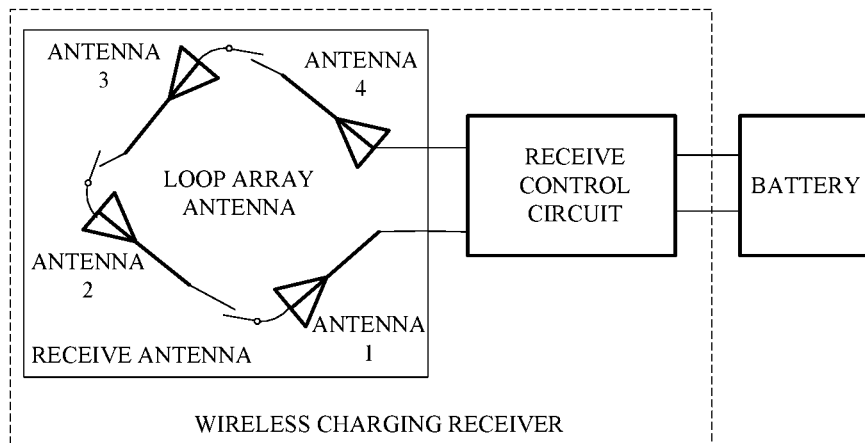 ANTENNA
3
ANTENNA
4
LOOP ARRAY
ANTENNA
ANTENNA
2
ANTENNA
1
RECEIVE ANTENNA
RECEIVE
CONTROL
CIRCUIT
BATTERY
WIRELESS CHARGING RECEIVER